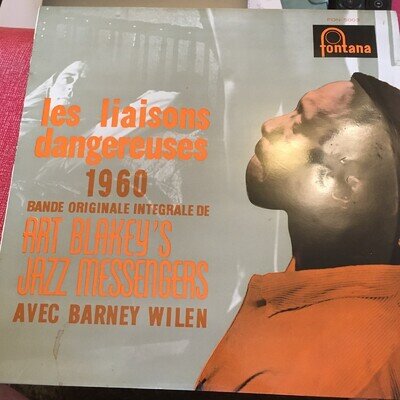 fontana
les liaisons
dangereuses
1960
BANDE ORIGINALE INTEGRALE DE
ART BLAKEY'S
JAZZ MESSENGERS
AVEC BARNEY WILEN